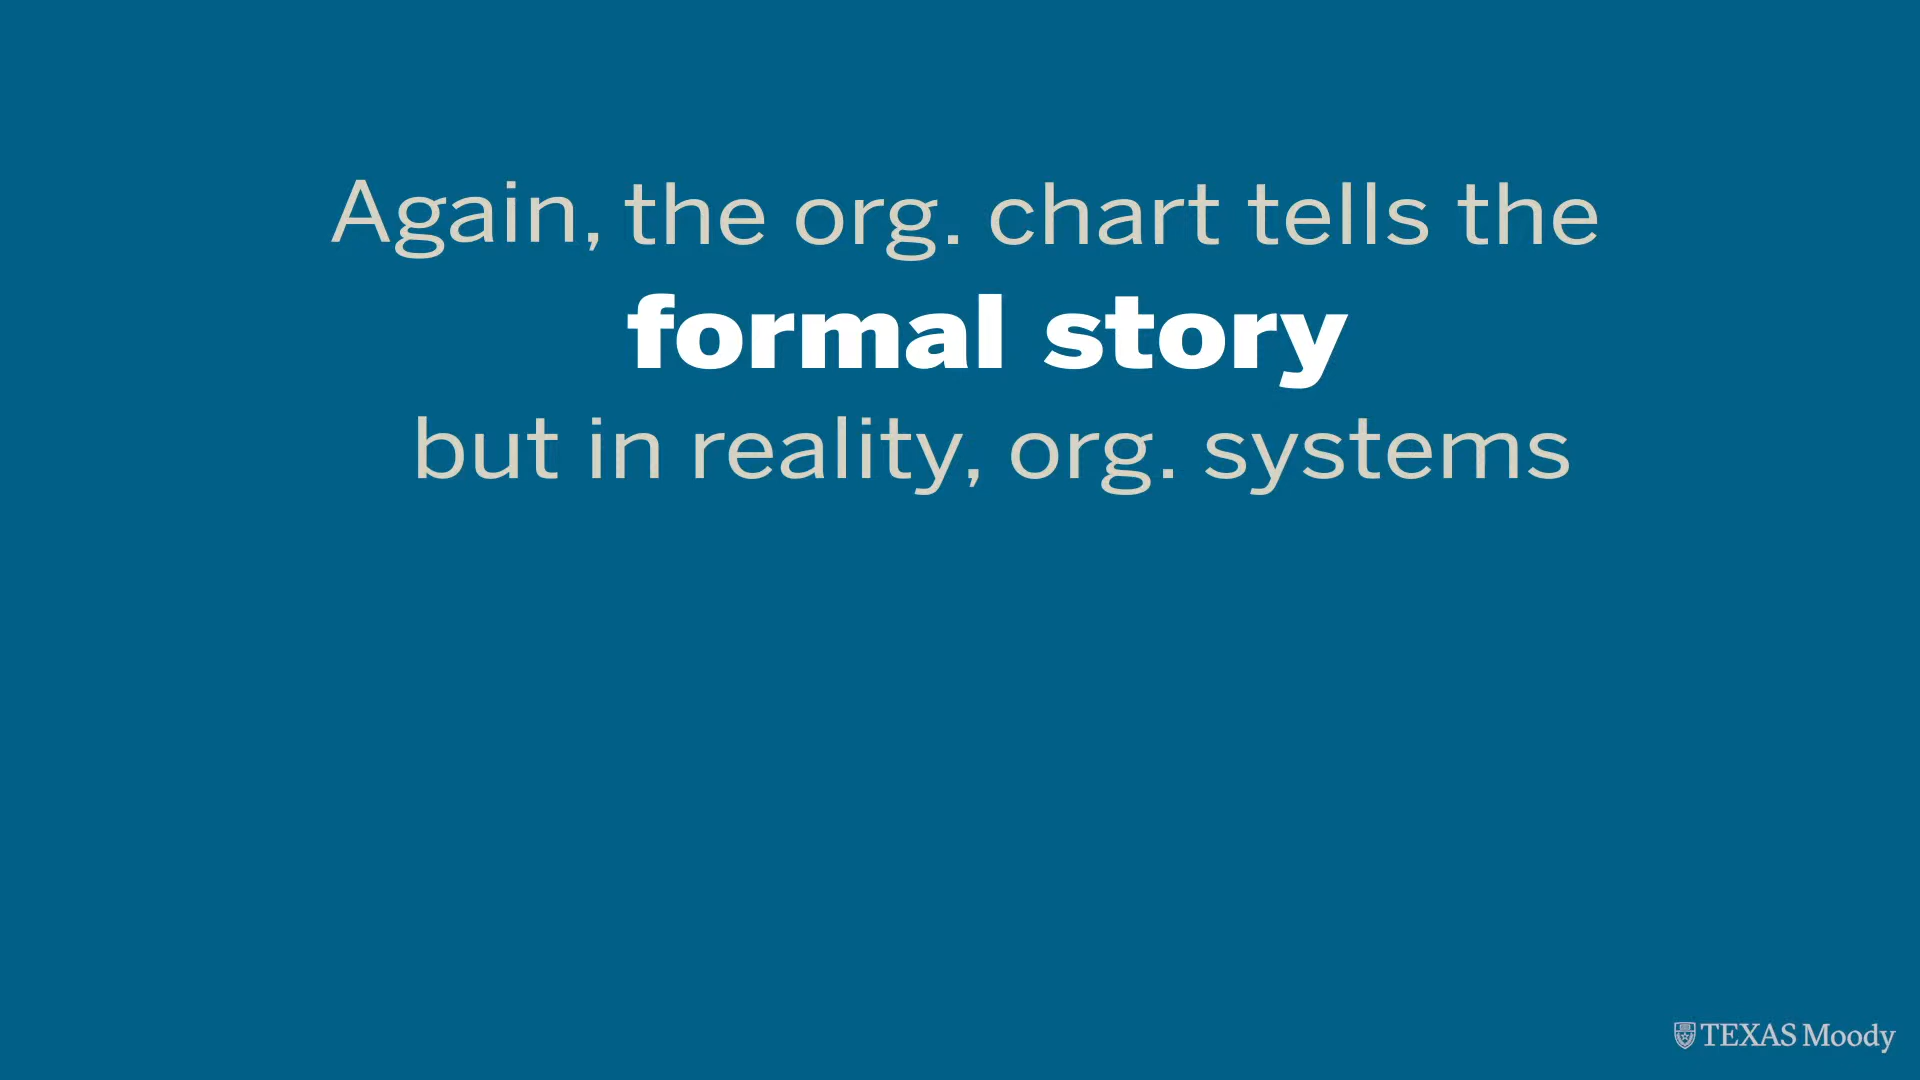 Again, the org. chart tells the
formal story
but in reality, org. systems
TEXAS Moody